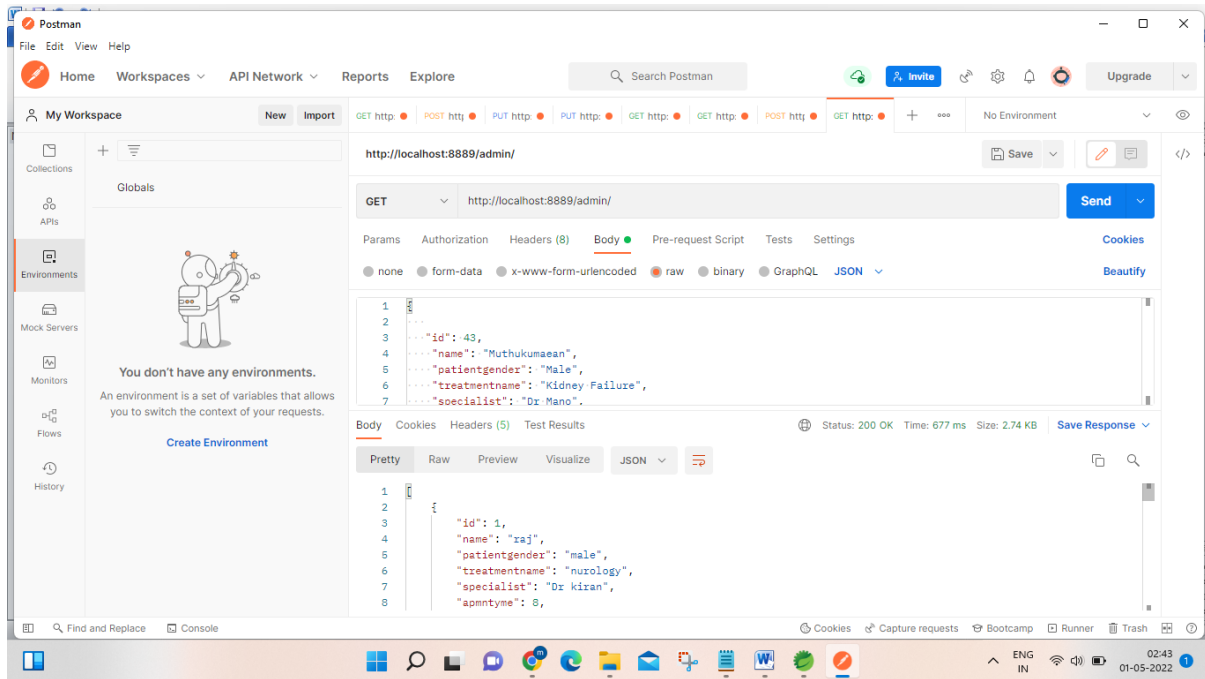 Postman
File Edit View Help
Home Workspaces API Network Reports Explore Search Postman Invite Upgrade
My Workspace New Import GET http: POST http PUT http: PUT http: GET http: GET http: POST http GET http: No Environment
Collections
APIs
Environments
Mock Servers
Monitors
Flows
History
Globals
You don't have any environments.
An environment is a set of variables that allows
you to switch the context of your requests.
Create Environment
http://localhost:8889/admin/ Save
GET http://localhost:8889/admin/ Send
Params Authorization Headers (8) Body Pre-request Script Tests Settings Cookies
none form-data x-www-form-urlencoded raw binary GraphQL JSON Beautify
1 {
2
3 "id": 43,
4 "name": "Muthukumaean",
5 "patientgender": "Male",
6 "treatmentname": "Kidney Failure",
7 "specialist": "Dr Mano",
Body Cookies Headers (5) Test Results Status: 200 OK Time: 677 ms Size: 2.74 KB Save Response
Pretty Raw Preview Visualize JSON
1 [
2 {
3 "id": 1,
4 "name": "raj",
5 "patientgender": "male",
6 "treatmentname": "nurology",
7 "specialist": "Dr kiran",
8 "apmntyme": 8,
Find and Replace Console Cookies Capture requests Bootcamp Runner Trash
ENG
IN
02:43
01-05-2022
1